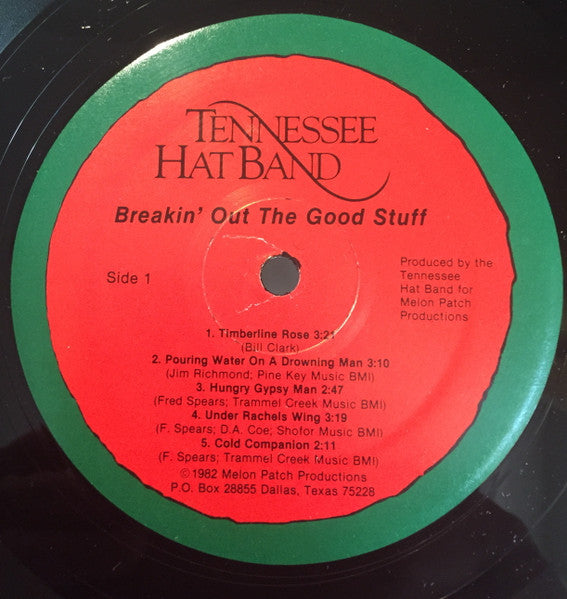 TENNESSEE
HAT BAND
Breakin' Out The Good Stuff
Side 1
Produced by the
Tennessee
Hat Band for
Melon Patch
Productions
1. Timberline Rose 3:21
(Bill Clark)
2. Pouring Water On A Drowning Man 3:10
(Jim Richmond; Pine Key Music BMI)
3. Hungry Gypsy Man 2:47
(Fred Spears; Trammel Creek Music BMI)
4. Under Rachels Wing 3:19
(F. Spears; D.A. Coe; Shofor Music BMI)
5. Cold Companion 2:11
(F. Spears; Trammel Creek Music BMI)
©1982 Melon Patch Productions
P.O. Box 28855 Dallas, Texas 75228